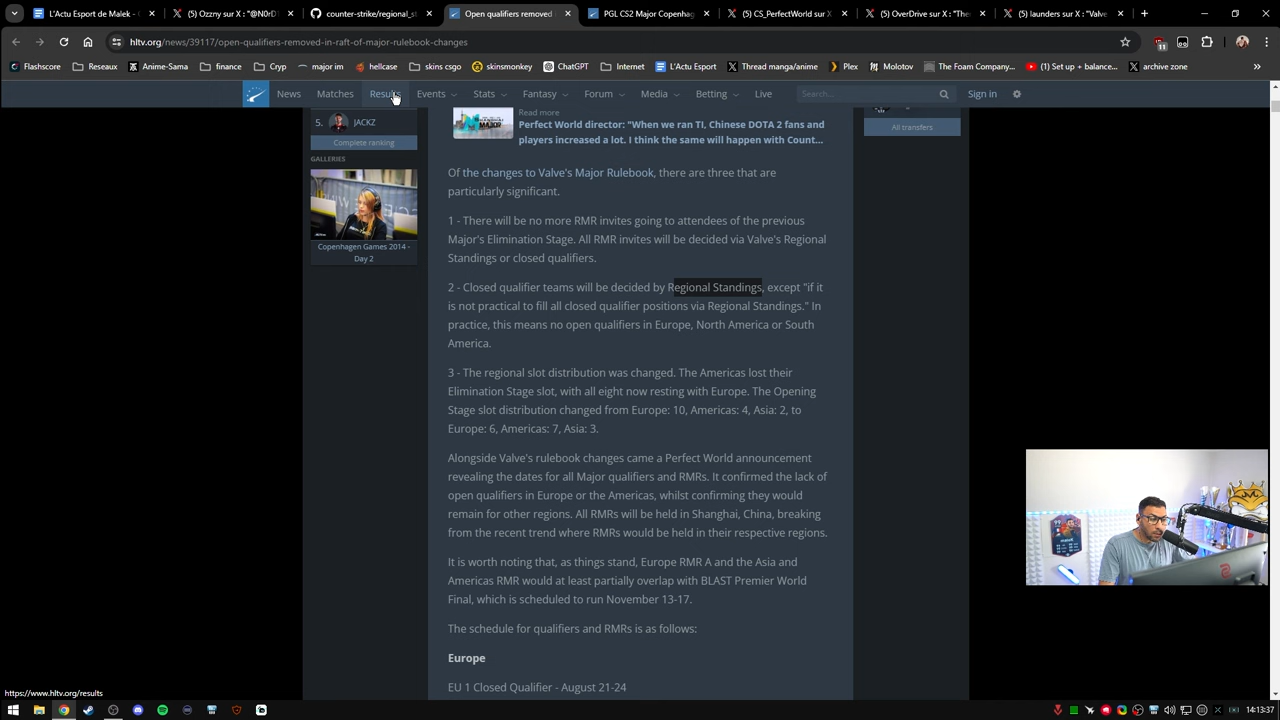 L'Actus Esport de Malek - D
Ozzny sur X : "@N0rD
counter-strike/regional_st
Open qualifiers removed
PGL CS2 Major Copenhag
CS_PerfectWorld sur X
OverDrive sur X : "The
launders sur X : "Valve
hltv.org/news/39117/open-qualifiers-removed-in-raft-of-major-rulebook-changes
11
Flashscore
Reseaux
Anime-Sama
finance
Cryp
major im
hellcase
skins csgo
skinsmonkey
ChatGPT
Internet
L'Actu Esport
Thread manga/anime
Plex
Molotov
The Foam Company...
(1) Set up + balance...
archive zone
»
News
Matches
Results
Events
Stats
Fantasy
Forum
Media
Betting
Live
Search...
Sign in
5.
JACKZ
Complete ranking
GALLERIES
Copenhagen Games 2014 -
Day 2
Read more
Perfect World director: "When we ran TI, Chinese DOTA 2 fans and
players increased a lot. I think the same will happen with Count...
All transfers
Of the changes to Valve's Major Rulebook, there are three that are
particularly significant.
1 - There will be no more RMR invites going to attendees of the previous
Major's Elimination Stage. All RMR invites will be decided via Valve's Regional
Standings or closed qualifiers.
2 - Closed qualifier teams will be decided by Regional Standings, except "if it
is not practical to fill all closed qualifier positions via Regional Standings." In
practice, this means no open qualifiers in Europe, North America or South
America.
3 - The regional slot distribution was changed. The Americas lost their
Elimination Stage slot, with all eight now resting with Europe. The Opening
Stage slot distribution changed from Europe: 10, Americas: 4, Asia: 2, to
Europe: 6, Americas: 7, Asia: 3.
Alongside Valve's rulebook changes came a Perfect World announcement
revealing the dates for all Major qualifiers and RMRs. It confirmed the lack of
open qualifiers in Europe or the Americas, whilst confirming they would
remain for other regions. All RMRs will be held in Shanghai, China, breaking
from the recent trend where RMRs would be held in their respective regions.
It is worth noting that, as things stand, Europe RMR A and the Asia and
Americas RMR would at least partially overlap with BLAST Premier World
Final, which is scheduled to run November 13-17.
The schedule for qualifiers and RMRs is as follows:
Europe
EU 1 Closed Qualifier - August 21-24
https://www.hltv.org/results
14:13:37